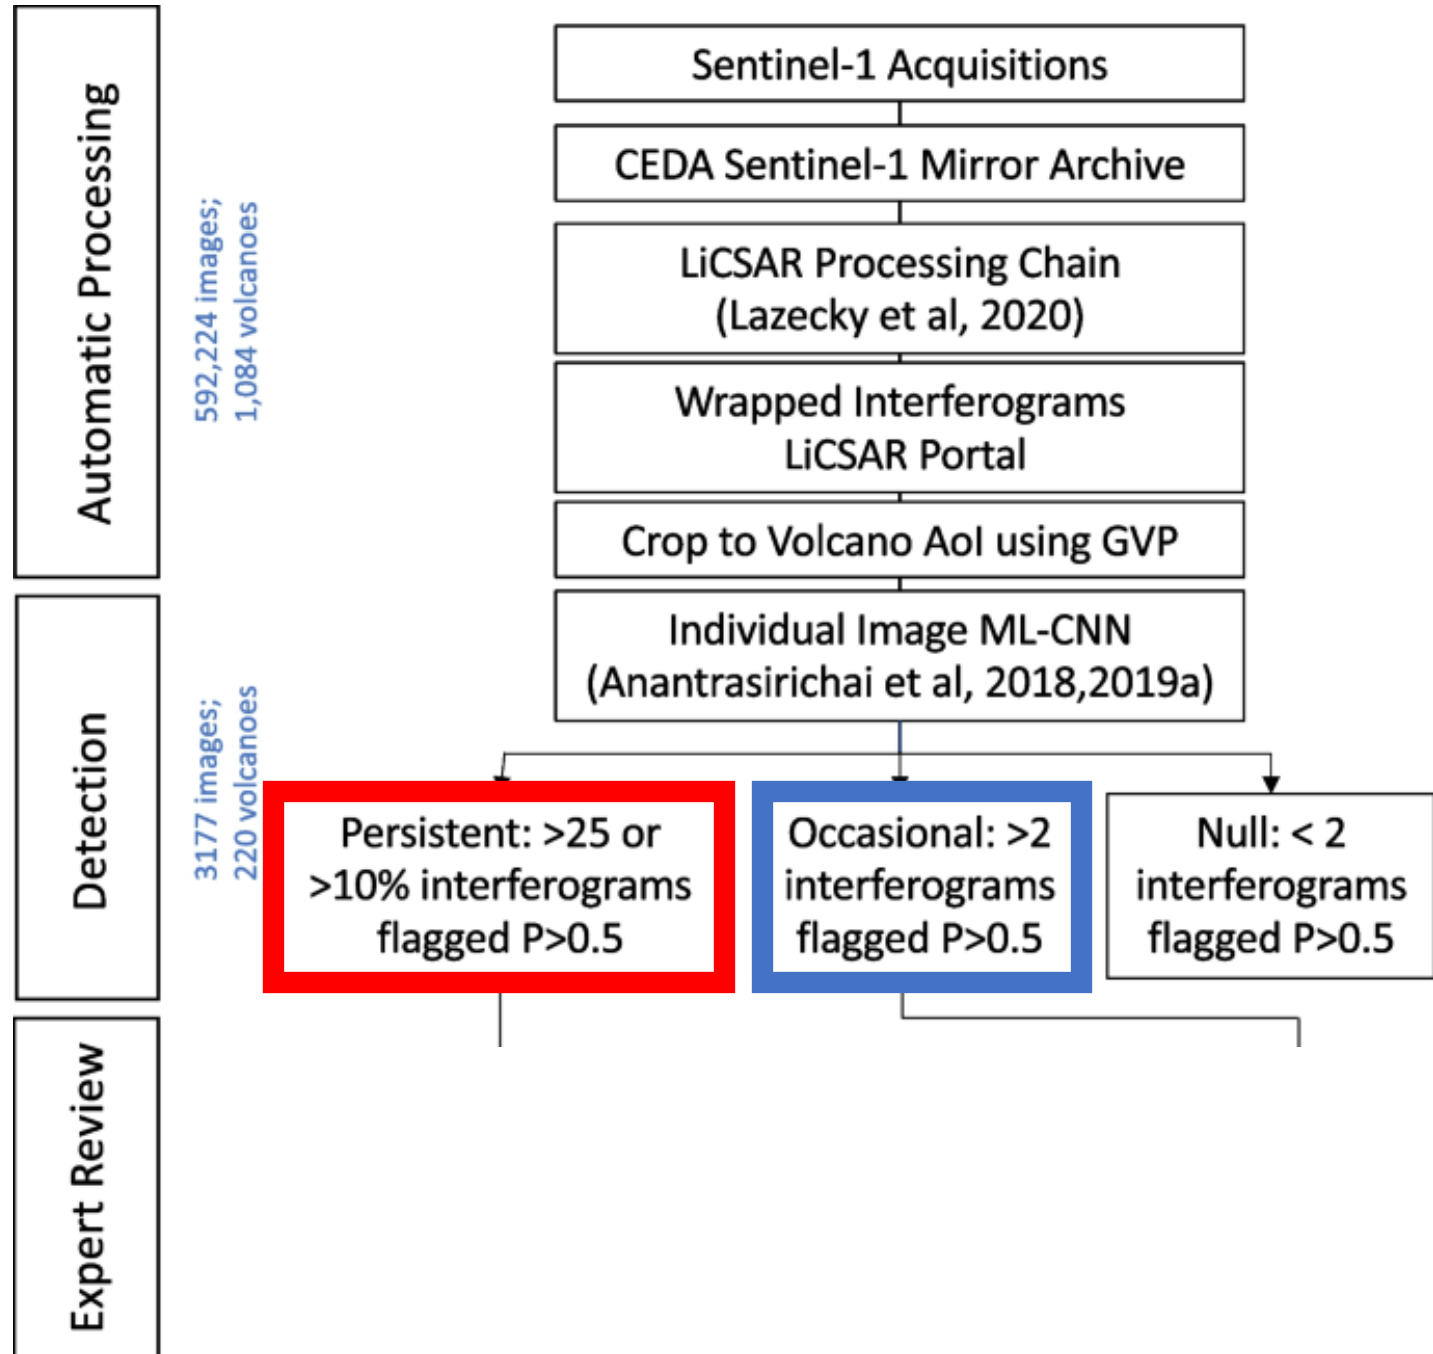 Automatic Processing
592,224 images;
1,084 volcanoes
Sentinel-1 Acquisitions
CEDA Sentinel-1 Mirror Archive
LiCSAR Processing Chain
(Lazecky et al, 2020)
Wrapped Interferograms
LiCSAR Portal
Crop to Volcano AoI using GVP
Detection
3177 images;
220 volcanoes
Individual Image ML-CNN
(Anantrasirichai et al, 2018,2019a)
Persistent: >25 or
>10% interferograms
flagged P>0.5
Occasional: >2
interferograms
flagged P>0.5
Null: < 2
interferograms
flagged P>0.5
Expert Review